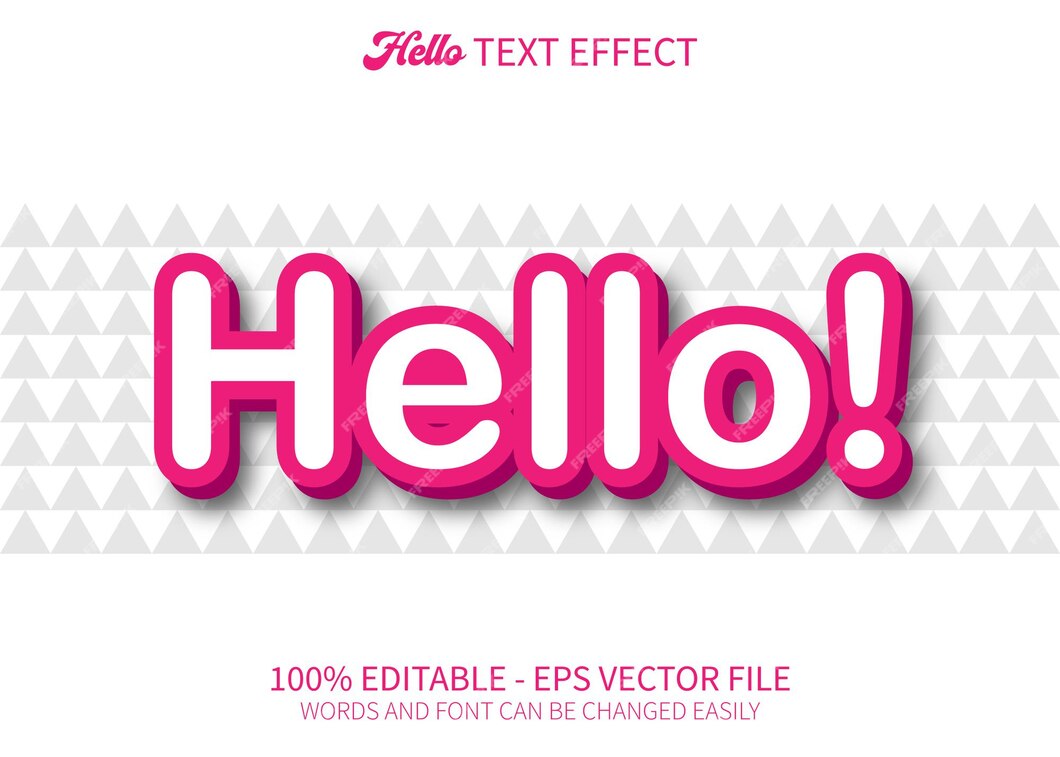 Hello TEXT EFFECT
Hello!
100% EDITABLE - EPS VECTOR FILE
WORDS AND FONT CAN BE CHANGED EASILY